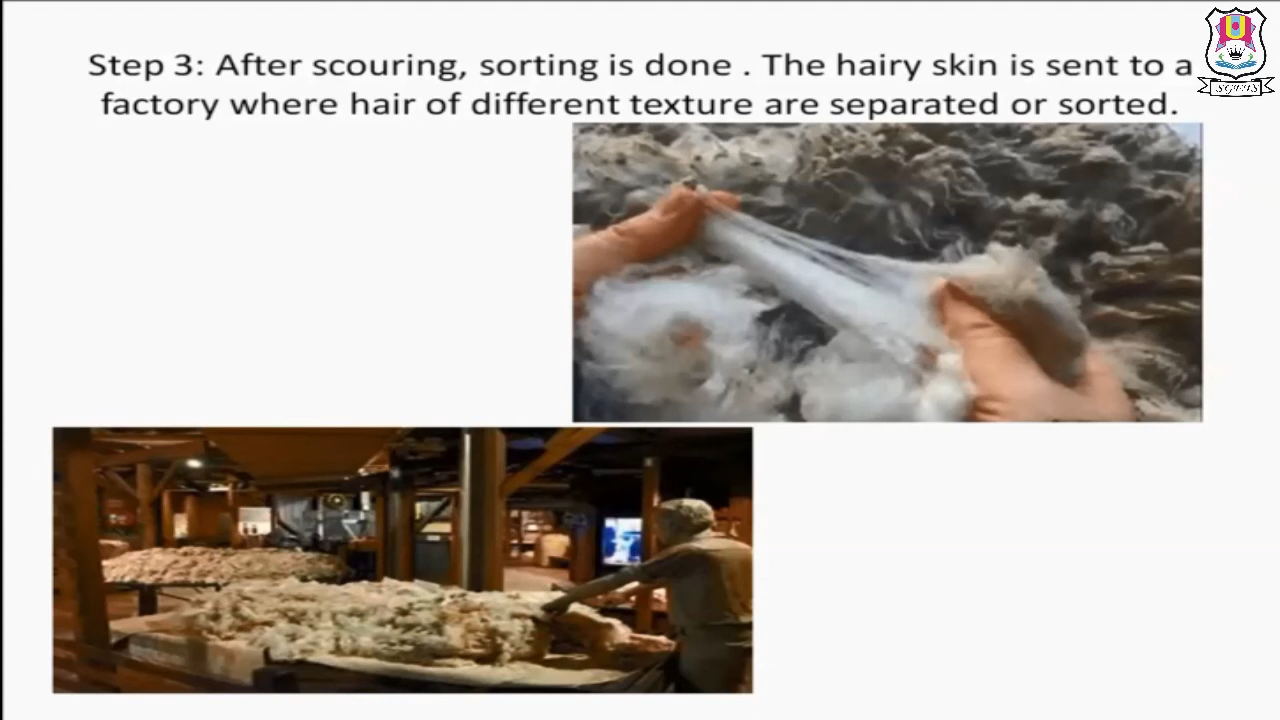 Step 3: After scouring, sorting is done . The hairy skin is sent to a
factory where hair of different texture are separated or sorted.